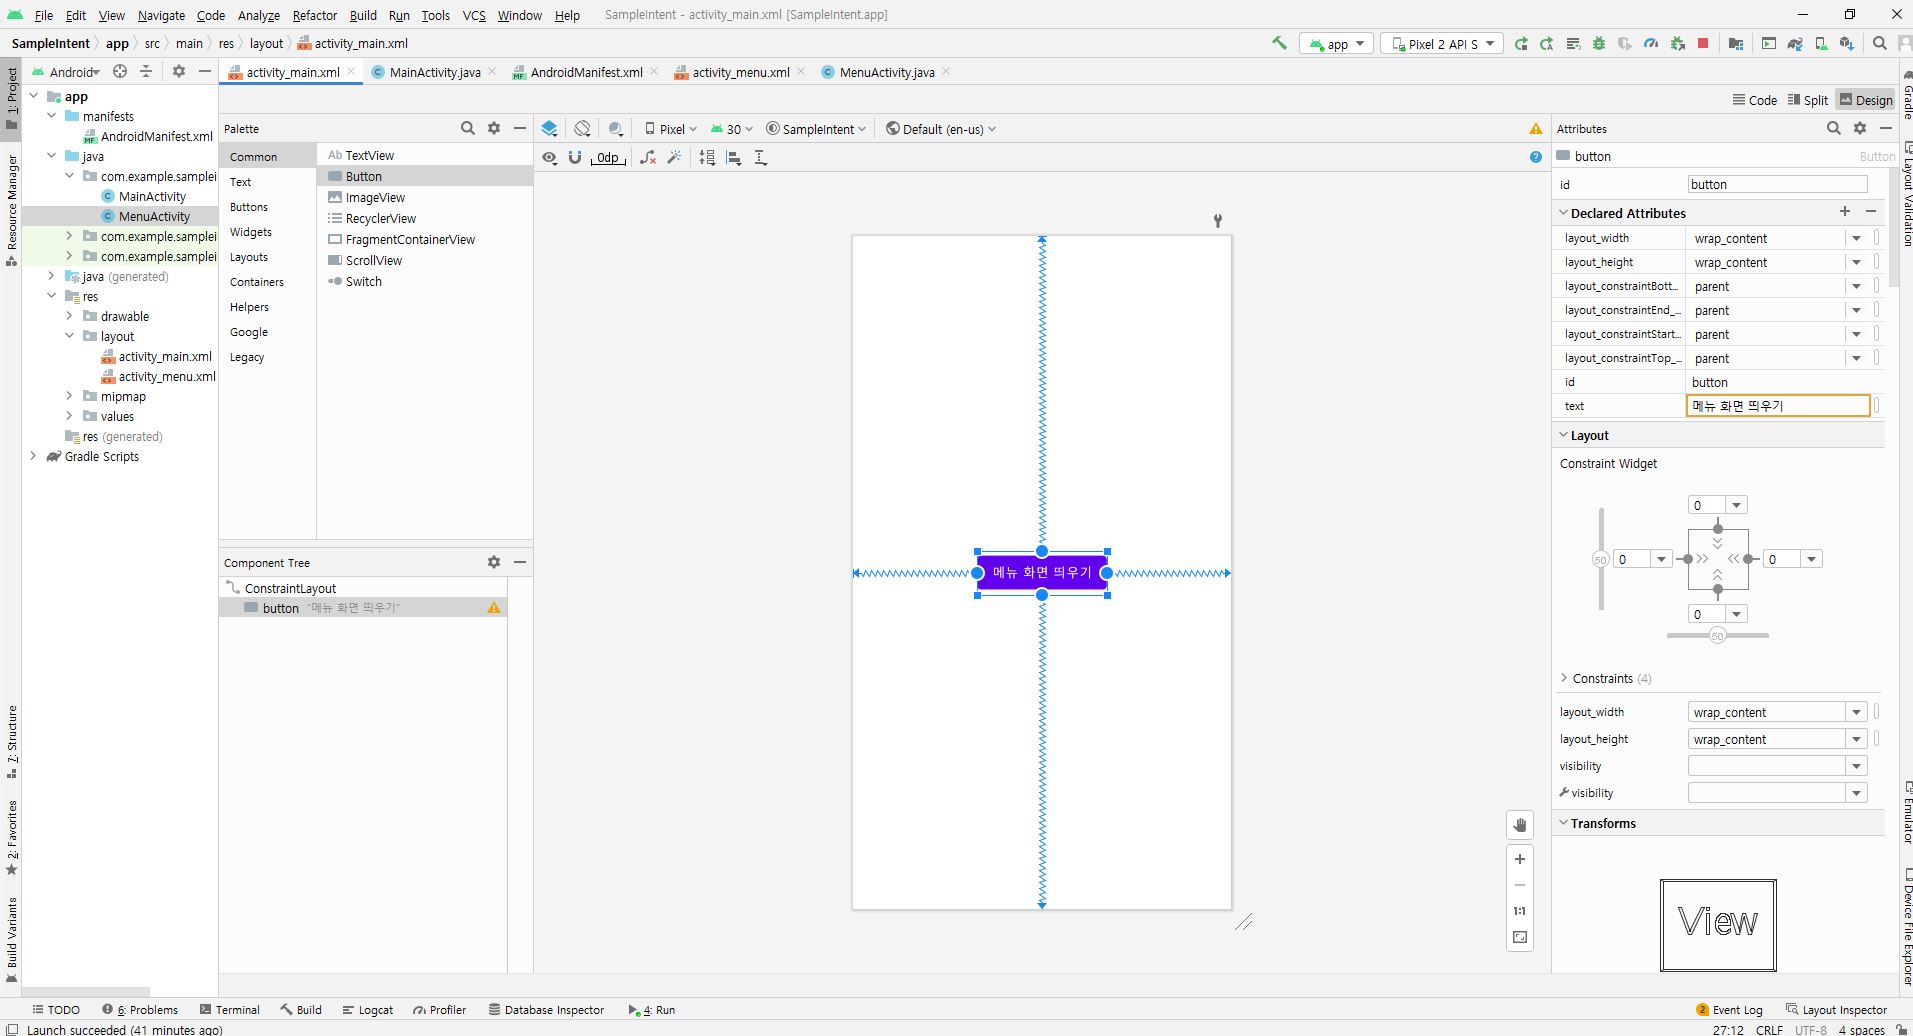 File Edit View Navigate Code Analyze Refactor Button Build Run Tools VCS Window Help SampleIntent - activity_main.xml [SampleIntent.app]
SampleIntent app src main res layout activity_main.xml app Pixel 2 API S
Android activity_main.xml MainActivity.java AndroidManifest.xml activity_menu.xml MenuActivity.java
Code Split Design
1: Project
Resource Manager
7: Structure
2: Favorites
Build Variants
app
manifests
AndroidManifest.xml
java
com.example.samplei
MainActivity
MenuActivity
com.example.samplei
com.example.samplei
java (generated)
res
drawable
layout
activity_main.xml
activity_menu.xml
mipmap
values
res (generated)
Gradle Scripts
Palette
Common
Text
Buttons
Widgets
Layouts
Containers
Helpers
Google
Legacy
Ab TextView
Button
ImageView
RecyclerView
FragmentContainerView
ScrollView
Switch
Component Tree
ConstraintLayout
button "메뉴 화면 띄우기"
Pixel 30 SampleIntent Default (en-us)
0dp
메뉴 화면 띄우기
1:1
Attributes
button Button
id button
Declared Attributes
layout_width wrap_content
layout_height wrap_content
layout_constraintBott... parent
layout_constraintEnd_... parent
layout_constraintStart... parent
layout_constraintTop_... parent
id button
text 메뉴 화면 띄우기
Layout
Constraint Widget
0
50 0 0
0
50
Constraints (4)
layout_width wrap_content
layout_height wrap_content
visibility
visibility
Transforms
View
Gradle
Layout Validation
Emulator
Device File Explorer
TODO 6: Problems Terminal Build Logcat Profiler Database Inspector 4: Run 2 Event Log Layout Inspector
Launch succeeded (41 minutes ago) 27:12 CRLF UTF-8 4 spaces